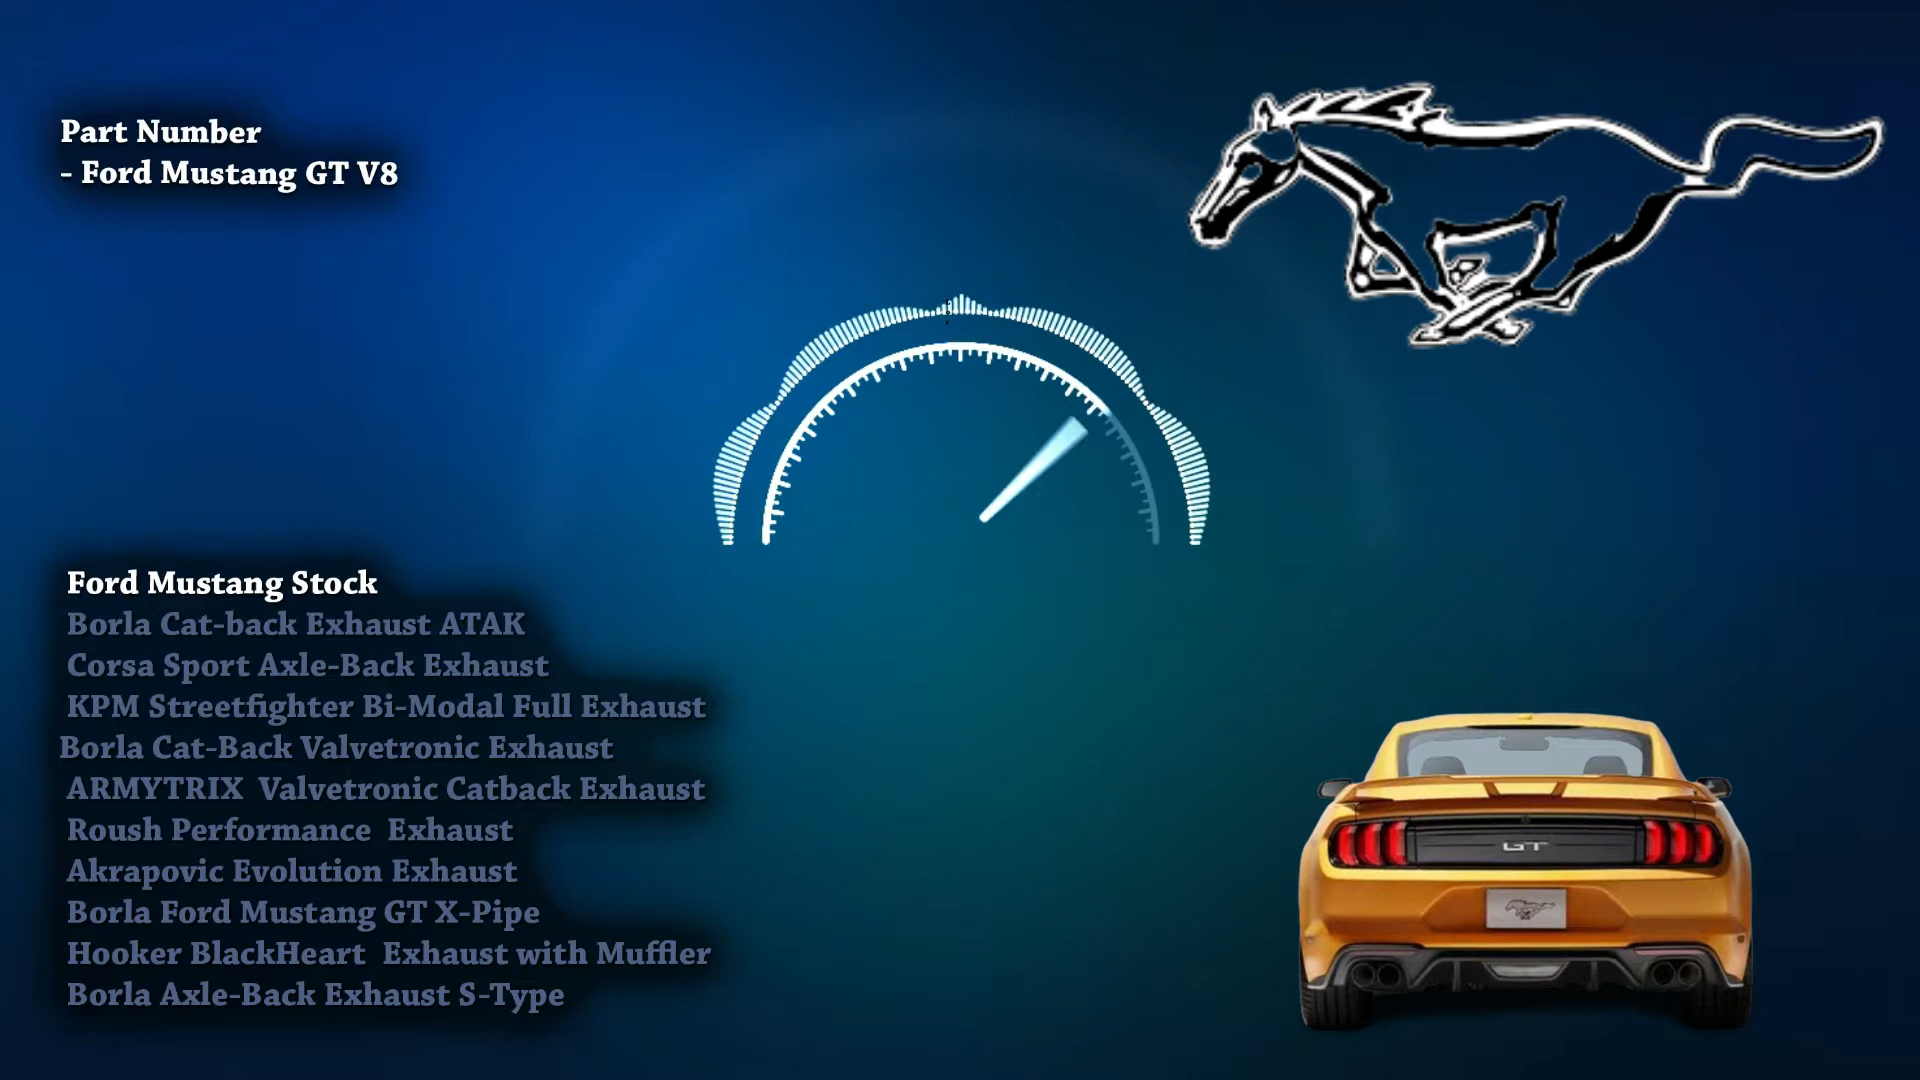 Part Number
- Ford Mustang GT V8
Ford Mustang Stock
Borla Cat-back Exhaust ATAK
Corsa Sport Axle-Back Exhaust
KPM Streetfighter Bi-Modal Full Exhaust
Borla Cat-Back Valvetronic Exhaust
ARMYTRIX  Valvetronic Catback Exhaust
Roush Performance  Exhaust
Akrapovic Evolution Exhaust
Borla Ford Mustang GT X-Pipe
Hooker BlackHeart  Exhaust with Muffler
Borla Axle-Back Exhaust S-Type
GT